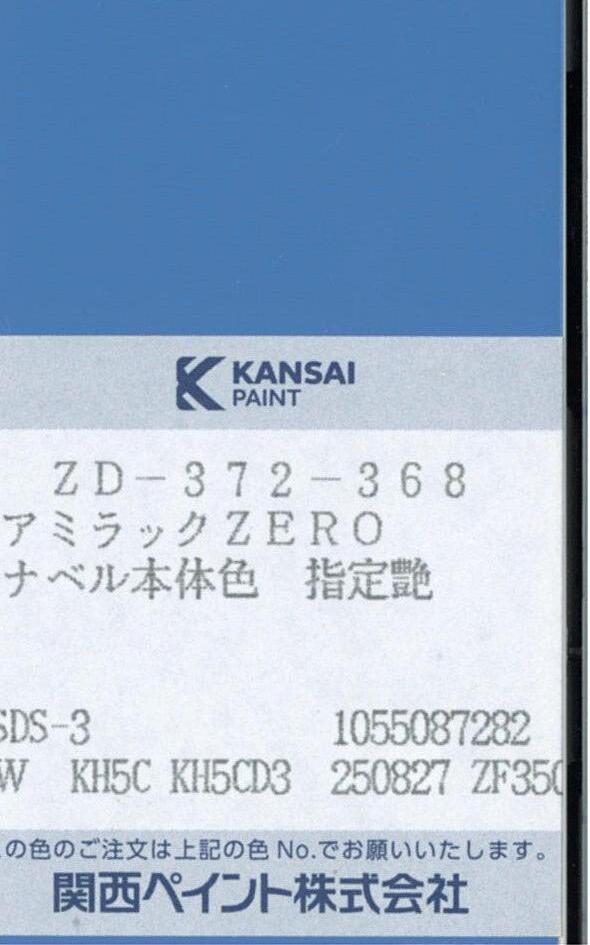 KANSAI
PAINT
ZD-372-368
アミラックZERO
ナベル本体色 指定艶
SDS-3 1055087282
W KH5C KH5CD3 250827 ZF350
の色のご注文は上記の色 No.でお願いいたします。
関西ペイント株式会社